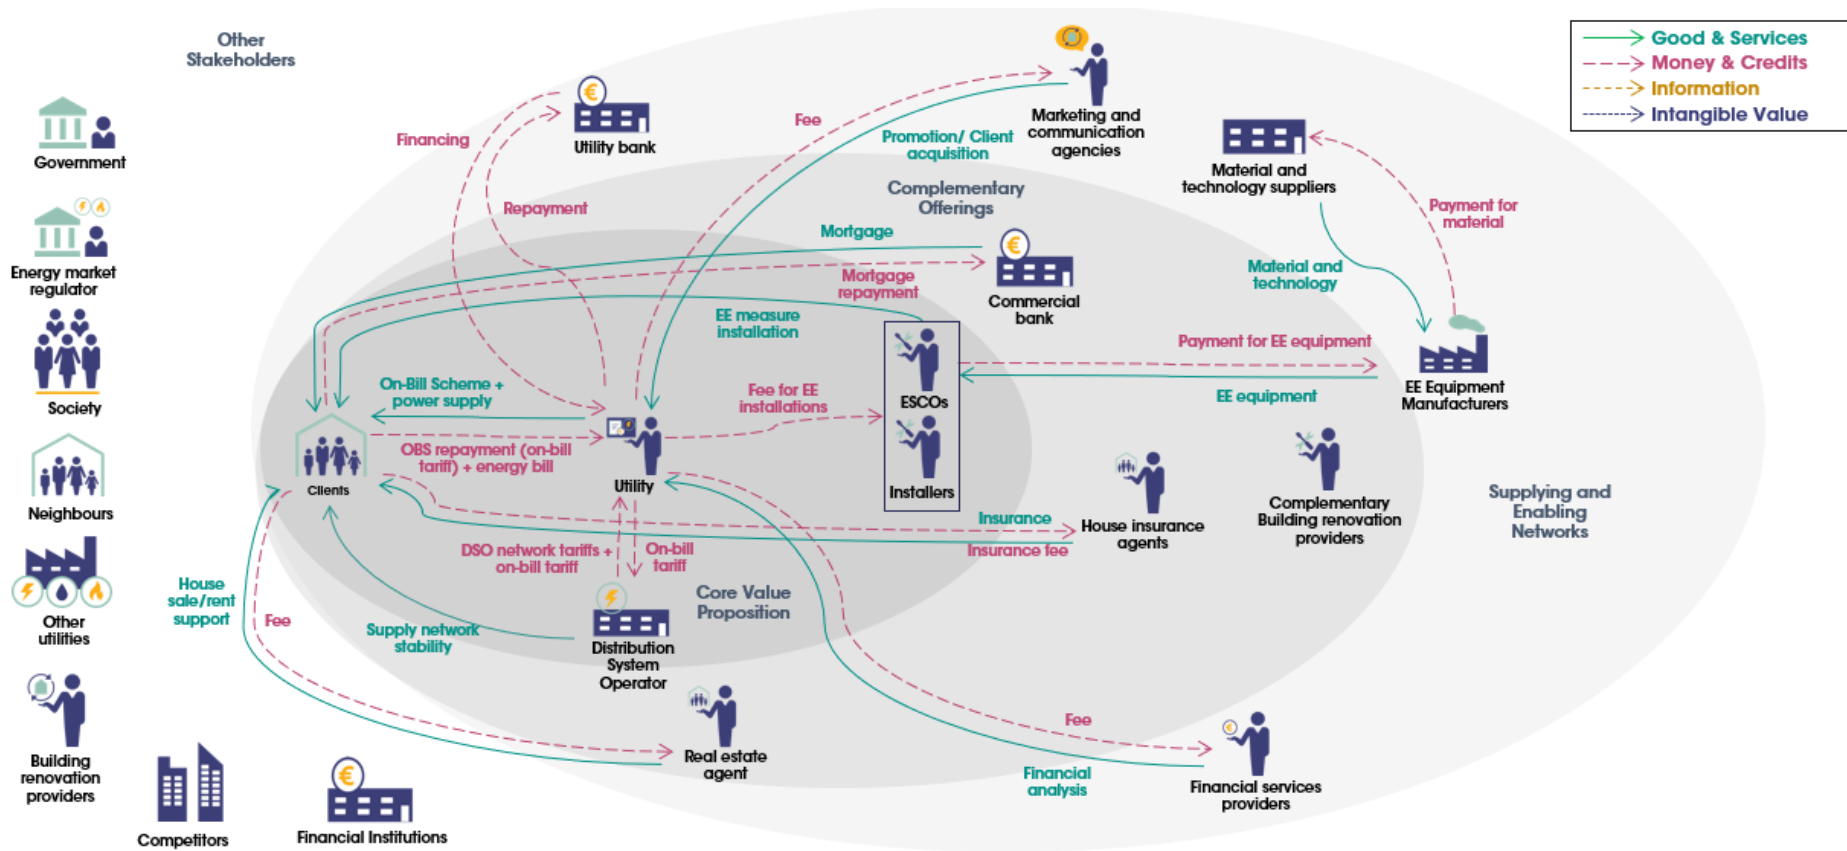 Other
Stakeholders
Government
Energy market
regulator
Society
Neighbours
Other
utilities
Building
renovation
providers
Competitors
Financial Institutions
Good & Services
Money & Credits
Information
Intangible Value
Utility bank
Financing
Repayment
Fee
Promotion/ Client
acquisition
Marketing and
communication
agencies
Material and
technology suppliers
Payment for
material
Material and
technology
Complementary
Offerings
Mortgage
Mortgage
repayment
Commercial
bank
EE measure
installation
Payment for EE equipment
EE equipment
EE Equipment
Manufacturers
On-Bill Scheme +
power supply
Fee for EE
installations
ESCOs
Installers
OBS repayment (on-bill
tariff) + energy bill
Clients
Utility
Insurance
Insurance fee
House insurance
agents
Complementary
Building renovation
providers
Supplying and
Enabling
Networks
DSO network tariffs +
on-bill tariff
On-bill
tariff
Core Value
Proposition
House
sale/rent
support
Fee
Supply network
stability
Distribution
System
Operator
Real estate
agent
Fee
Financial
analysis
Financial services
providers